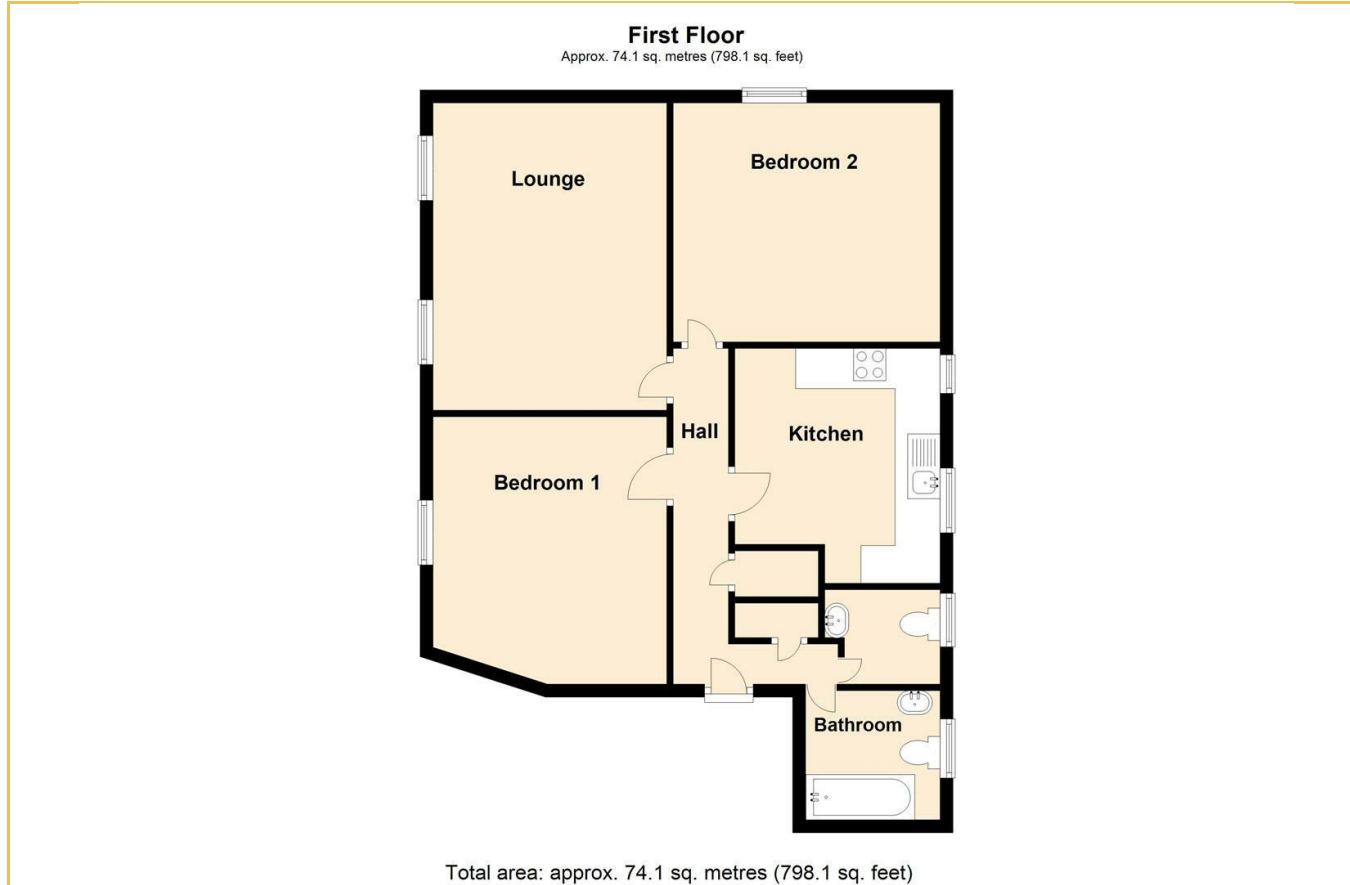 First Floor
Approx. 74.1 sq. metres (798.1 sq. feet)
Lounge
Bedroom 2
Hall
Kitchen
Bedroom 1
Bathroom
Total area: approx. 74.1 sq. metres (798.1 sq. feet)